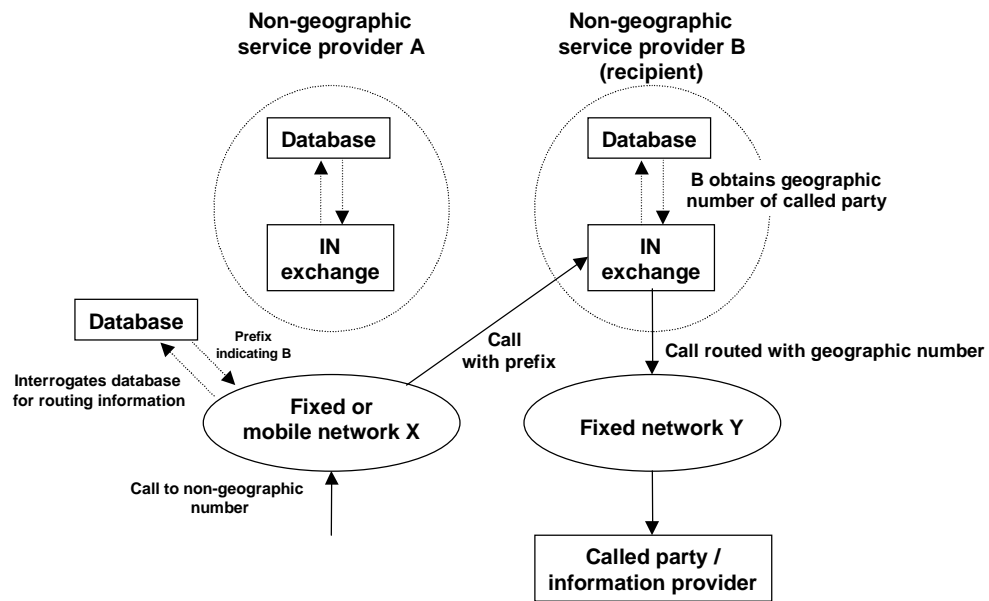 Non-geographic
service provider A
Non-geographic
service provider B
(recipient)
Database
IN
exchange
Database
B obtains geographic
number of called party
IN
exchange
Database
Prefix
indicating B
Interrogates database
for routing information
Call
with prefix
Call routed with geographic number
Fixed or
mobile network X
Fixed network Y
Call to non-geographic
number
Called party /
information provider